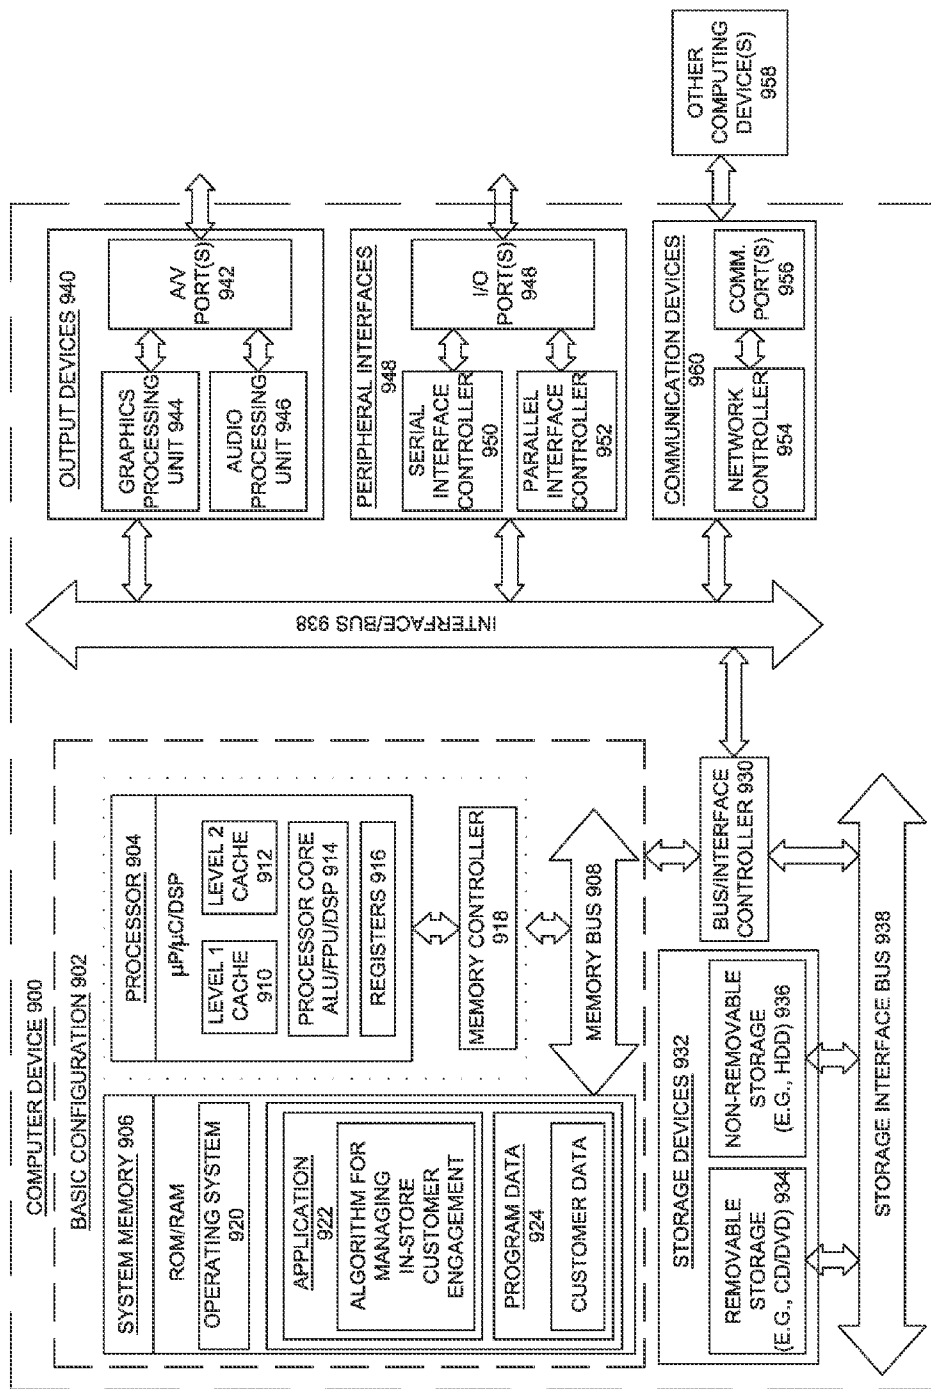 COMPUTER DEVICE 900
BASIC CONFIGURATION 902
SYSTEM MEMORY 906
ROM/RAM
OPERATING SYSTEM
920
APPLICATION
922
ALGORITHM FOR
MANAGING
IN-STORE
CUSTOMER
ENGAGEMENT
PROGRAM DATA
924
CUSTOMER DATA
PROCESSOR 904
µP/µC/DSP
LEVEL 1
CACHE
910
LEVEL 2
CACHE
912
PROCESSOR CORE
ALU/FPU/DSP 914
REGISTERS 916
MEMORY CONTROLLER
918
MEMORY BUS 908
BUS/INTERFACE
CONTROLLER 930
STORAGE DEVICES 932
REMOVABLE
STORAGE
(E.G., CD/DVD) 934
NON-REMOVABLE
STORAGE
(E.G., HDD) 936
STORAGE INTERFACE BUS 938
INTERFACE/BUS 938
OUTPUT DEVICES 940
GRAPHICS
PROCESSING
UNIT 944
AUDIO
PROCESSING
UNIT 946
A/V
PORT(S)
942
PERIPHERAL INTERFACES
948
SERIAL
INTERFACE
CONTROLLER
950
PARALLEL
INTERFACE
CONTROLLER
952
I/O
PORT(S)
948
COMMUNICATION DEVICES
960
NETWORK
CONTROLLER
954
COMM.
PORT(S)
956
OTHER
COMPUTING
DEVICE(S)
958